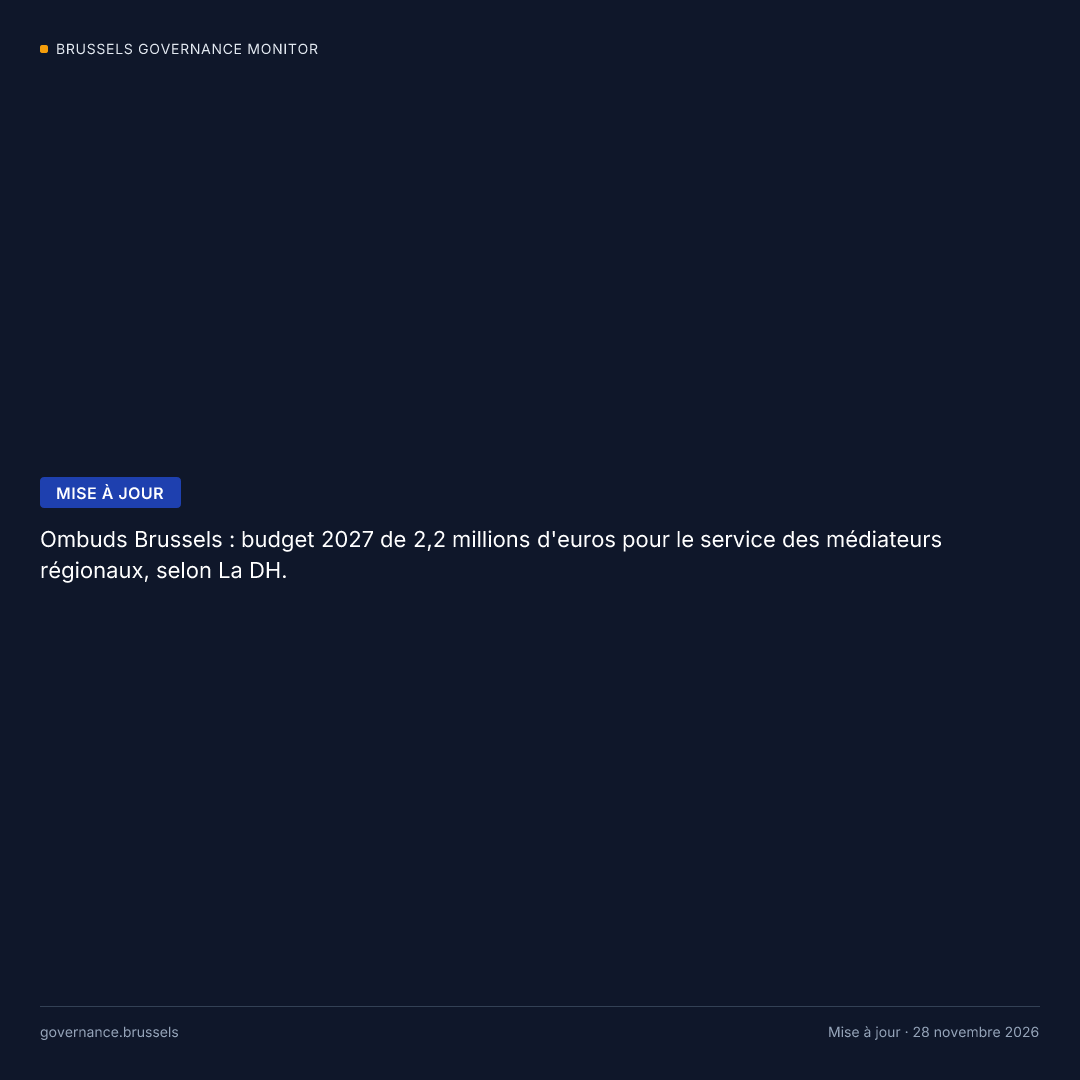 BRUSSELS GOVERNANCE MONITOR
MISE À JOUR
Ombuds Brussels : budget 2027 de 2,2 millions d'euros pour le service des médiateurs
régionaux, selon La DH.
governance.brussels
Mise à jour · 28 novembre 2026